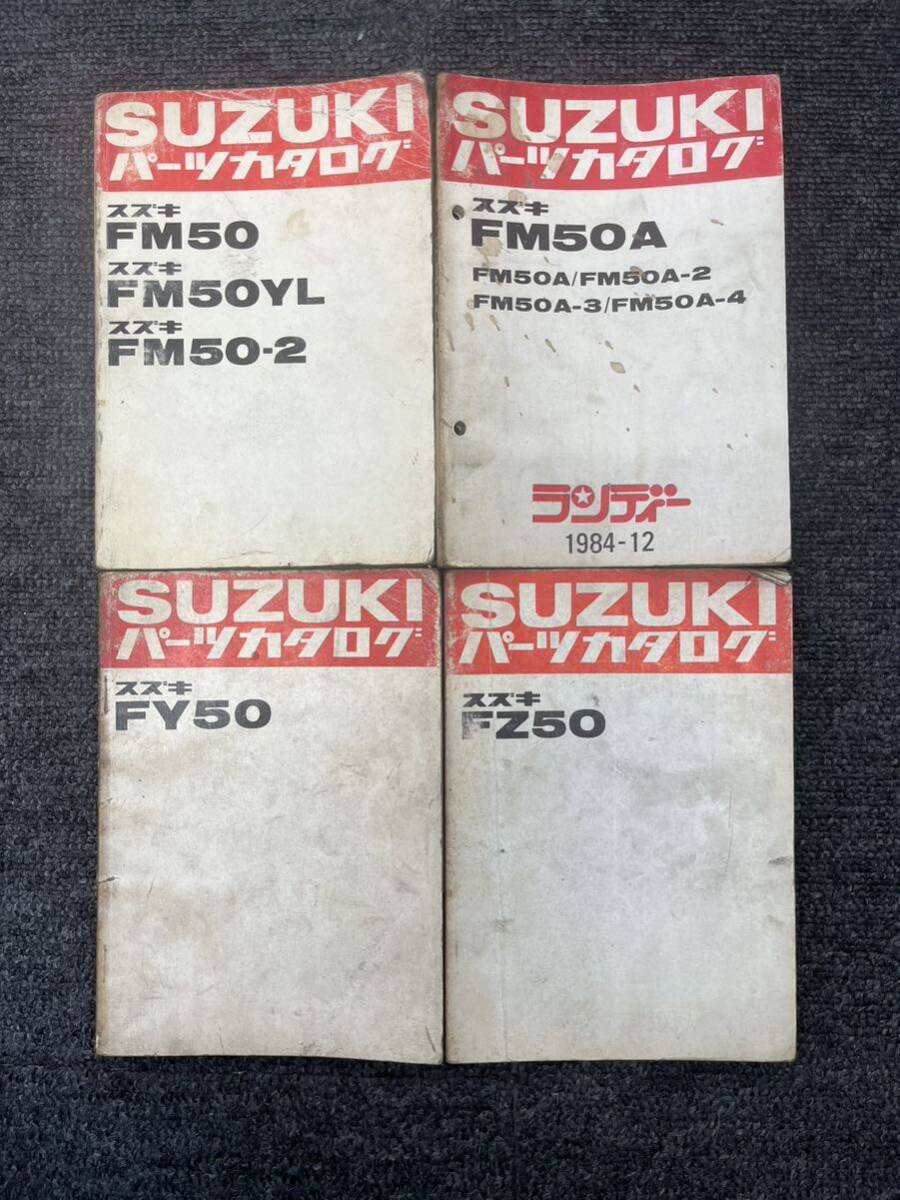 SUZUKI
パーツカタログ
スズキ
FM50
スズキ
FM50YL
スズキ
FM50-2
SUZUKI
パーツカタログ
スズキ
FM50A
FM50A/FM50A-2
FM50A-3/FM50A-4
ランディー
1984-12
SUZUKI
パーツカタログ
スズキ
FY50
SUZUKI
パーツカタログ
スズキ
FZ50